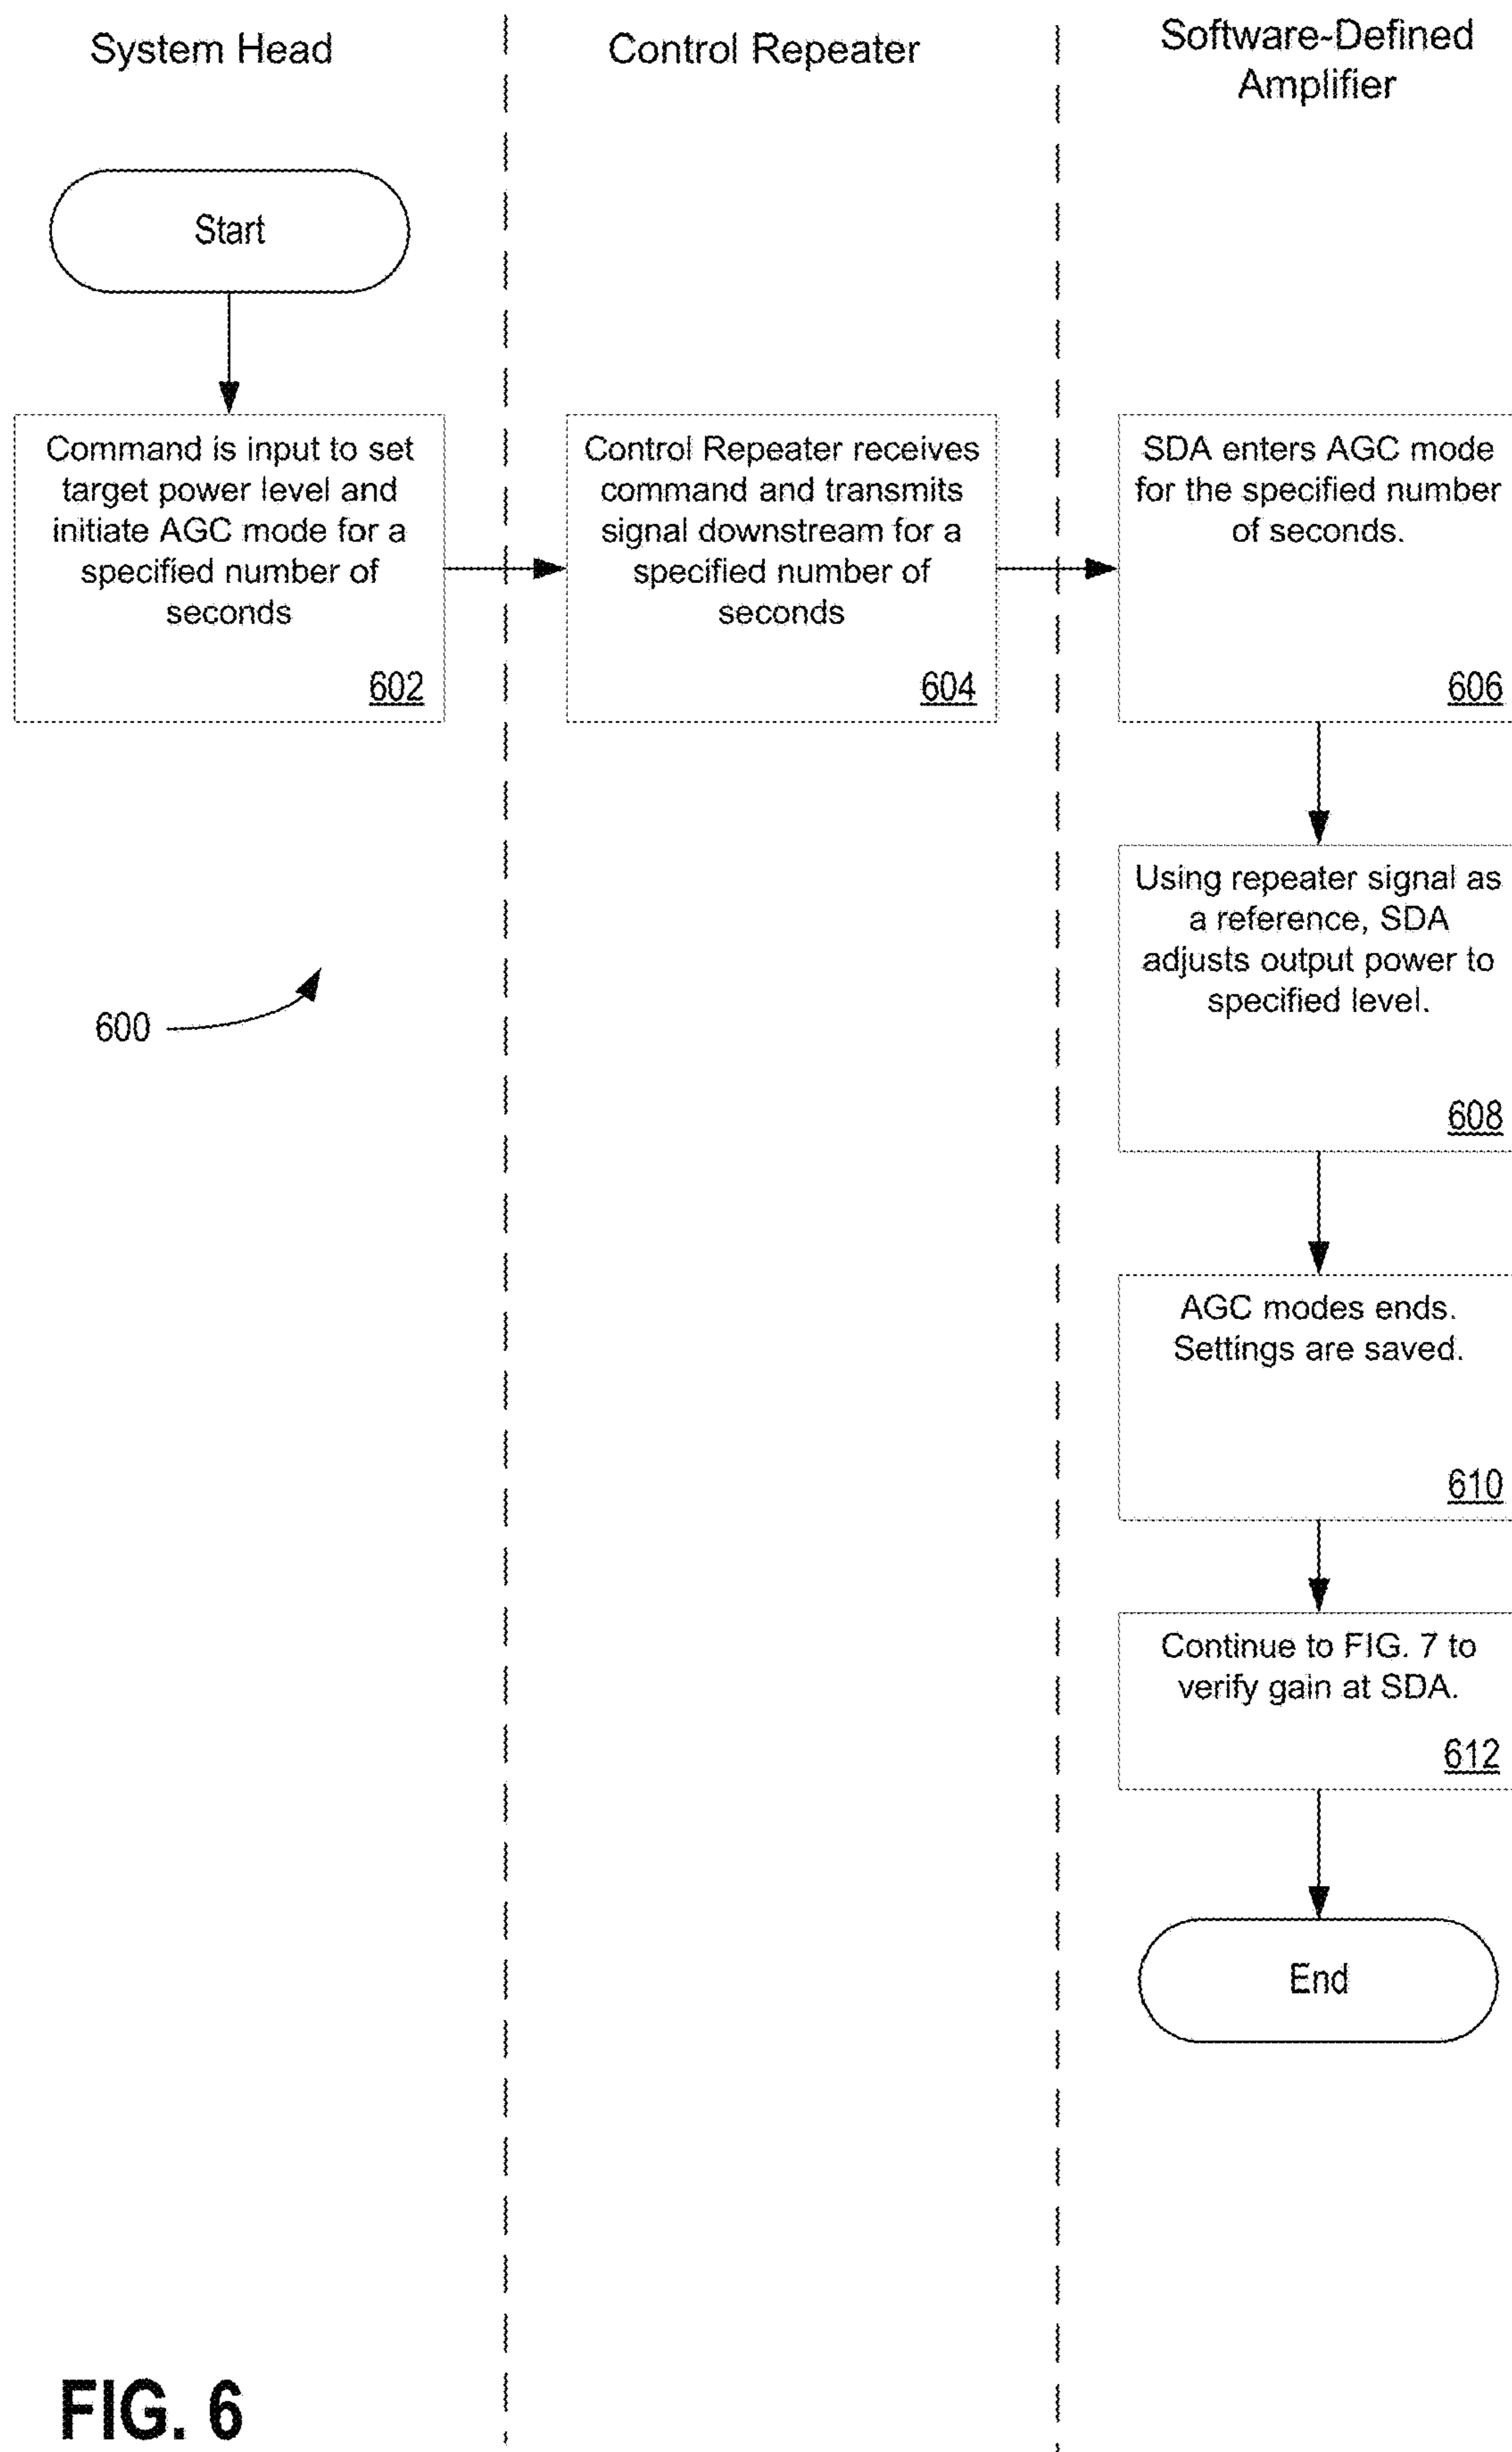 System Head
Control Repeater
Software-Defined
Amplifier
Start
Command is input to set
target power level and
initiate AGC mode for a
specified number of
seconds
602
Control Repeater receives
command and transmits
signal downstream for a
specified number of
seconds
604
SDA enters AGC mode
for the specified number
of seconds.
606
Using repeater signal as
a reference, SDA
adjusts output power to
specified level.
608
600
AGC modes ends.
Settings are saved.
610
Continue to FIG. 7 to
verify gain at SDA.
612
End
FIG. 6